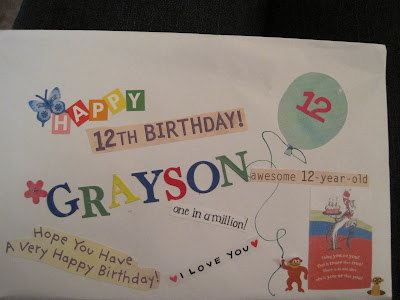 HAPPY
12TH BIRTHDAY!
12
GRAYSON
awesome 12-year-old
one in a million!
Hope You Have
A Very Happy Birthday!
I LOVE YOU